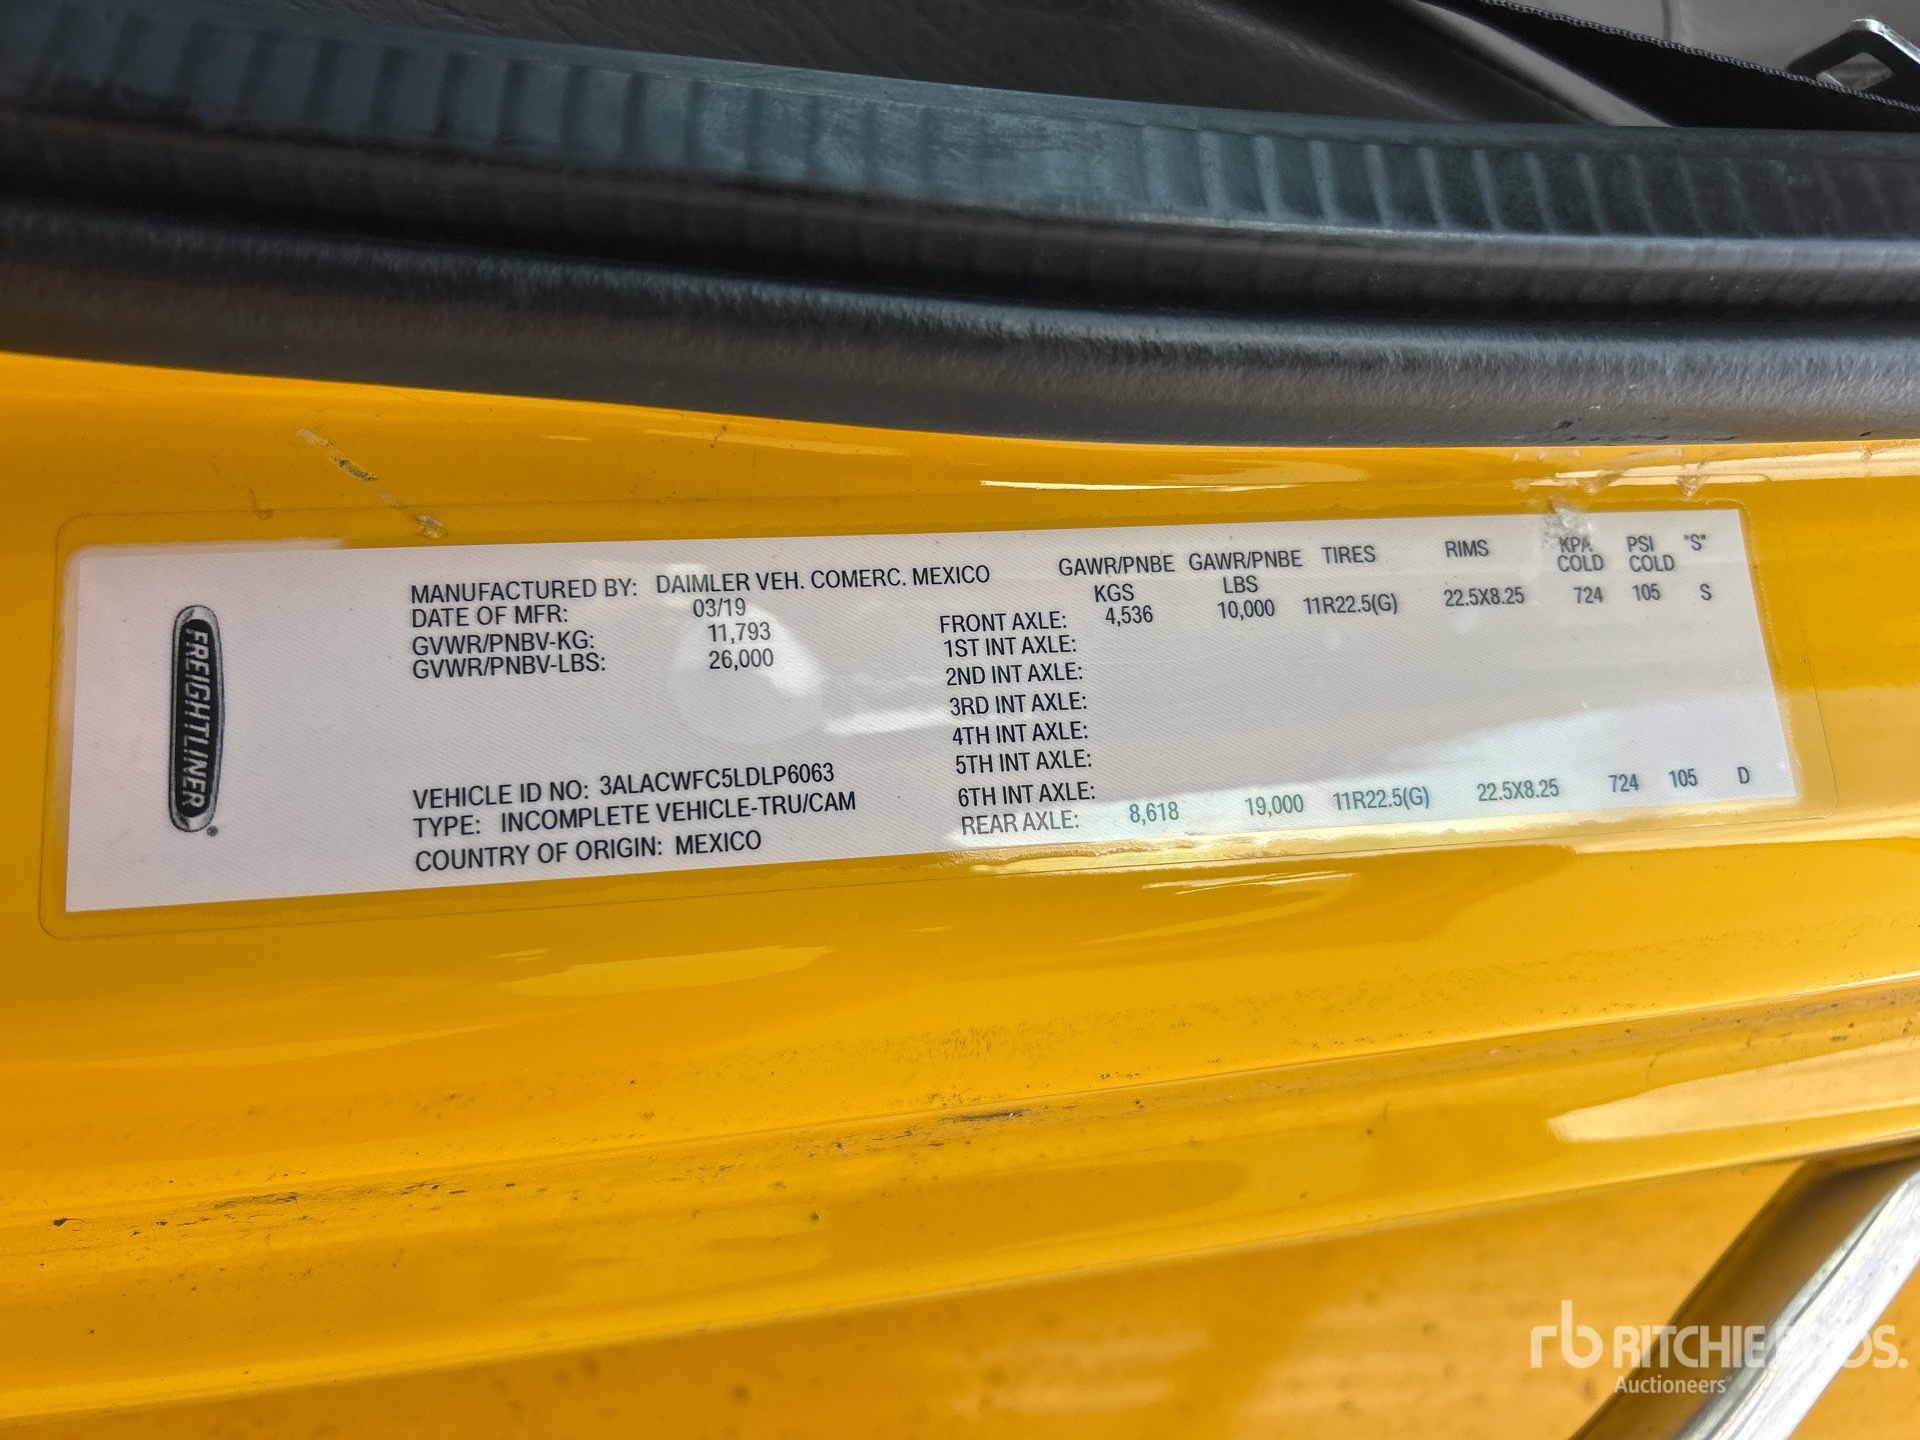 FREIGHTLINER
MANUFACTURED BY: DAIMLER VEH. COMERC. MEXICO
DATE OF MFR: 03/19
GVWR/PNBV-KG: 11,793
GVWR/PNBV-LBS: 26,000
VEHICLE ID NO: 3ALACWFC5LDLP6063
TYPE: INCOMPLETE VEHICLE-TRU/CAM
COUNTRY OF ORIGIN: MEXICO
GAWR/PNBE GAWR/PNBE TIRES RIMS KPA PSI "S"
KGS LBS COLD COLD
FRONT AXLE: 4,536 10,000 11R22.5(G) 22.5X8.25 724 105 S
1ST INT AXLE:
2ND INT AXLE:
3RD INT AXLE:
4TH INT AXLE:
5TH INT AXLE:
6TH INT AXLE:
REAR AXLE: 8,618 19,000 11R22.5(G) 22.5X8.25 724 105 D
rb RITCHIE BROS.
Auctioneers